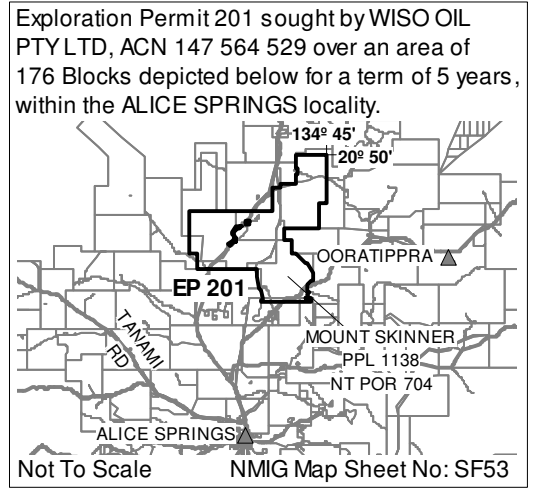 Exploration Permit 201 sought by WISO OIL
PTY LTD, ACN 147 564 529 over an area of
176 Blocks depicted below for a term of 5 years,
within the ALICE SPRINGS locality.
134º 45'
20º 50'
OORATIPPRA
EP 201
MOUNT SKINNER
PPL 1138
NT POR 704
TANAMI
RD
ALICE SPRINGS
Not To Scale NMIG Map Sheet No: SF53